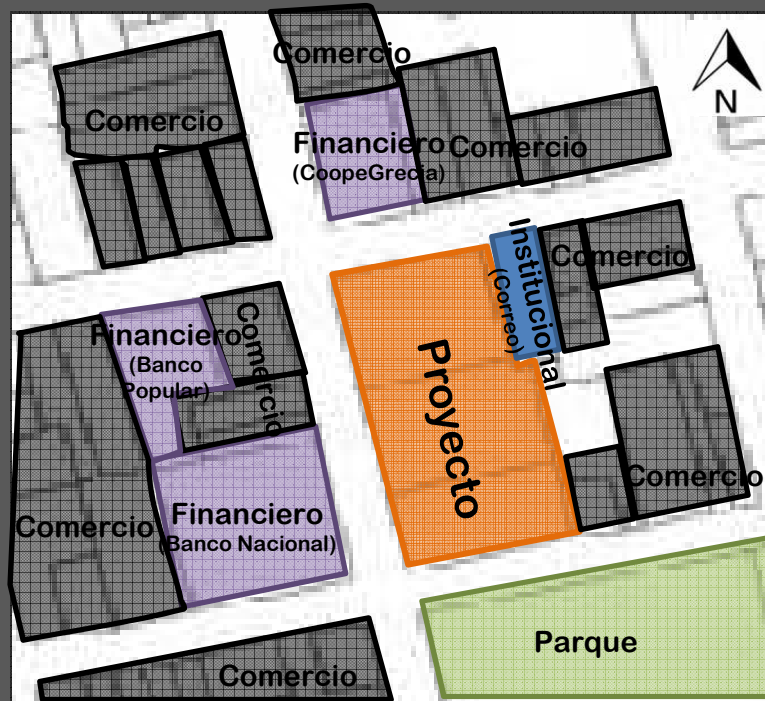 Comercio
N
Comercio
Financiero
(CoopeGrecia)
Comercio
Institucional
(Correo)
Comercio
Financiero
(Banco
Popular)
Comercio
Comercio
Proyecto
Comercio
Comercio
Financiero
(Banco Nacional)
Parque
Comercio